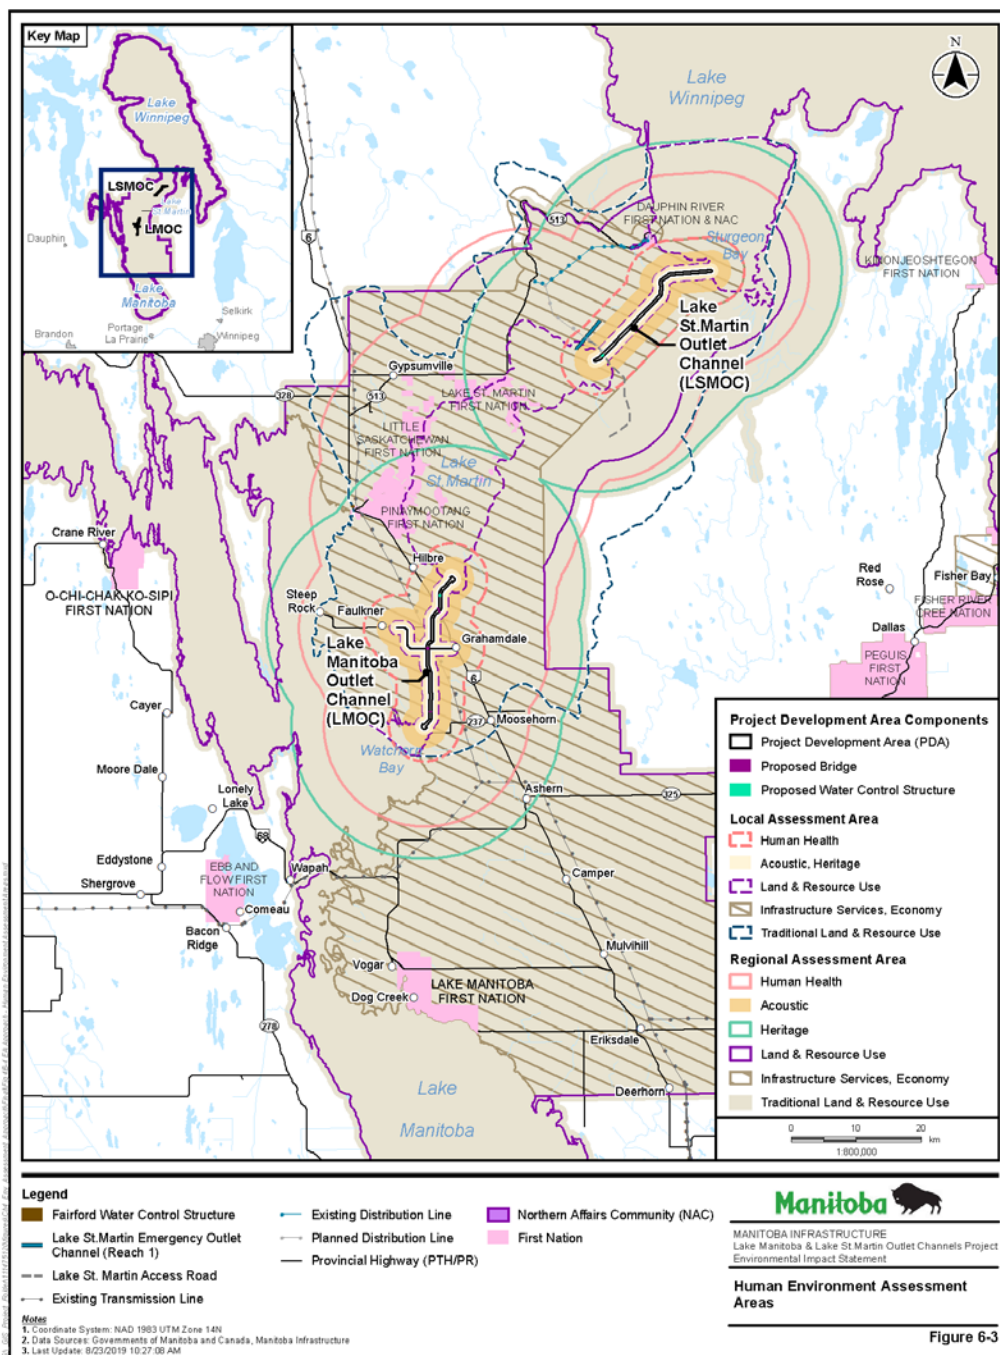 Key Map
Lake
Winnipeg
LSMOC
Lake
St.Martin
LMOC
Dauphin
Lake
Manitoba
Selkirk
Brandon
Portage
La Praine
Winnipeg
N
Lake
Winnipeg
6
513
DAUPHIN RIVER
FIRST NATION & NAC
Sturgeon
Bay
KINONJEOSHTEGON
FIRST NATION
Lake
St.Martin
Outlet
Channel
(LSMOC)
Gypsumville
328
513
LAKE ST. MARTIN
FIRST NATION
LITTLE
SASKATCHEWAN
FIRST NATION
Lake
St.Martin
PINAYMOOTANG
FIRST NATION
Crane River
O-CHI-CHAK-KO-SIPI
FIRST NATION
Hilbre
Steep
Rock
Faulkner
Grahamdale
Lake
Manitoba
Outlet
Channel
(LMOC)
6
237
Moosehorn
Red
Rose
Fisher Bay
FISHER RIVER
CREE NATION
Dallas
PEGUIS
FIRST
NATION
Cayer
Watchorn
Bay
Moore Dale
Lonely
Lake
Ashern
325
68
Eddystone
Shergrove
EBB AND
FLOW FIRST
NATION
Wapah
Camper
Comeau
Bacon
Ridge
Mulvihill
Vogar
Dog Creek
LAKE MANITOBA
FIRST NATION
278
Eriksdale
Deerhorn
Lake
Manitoba
Project Development Area Components
Project Development Area (PDA)
Proposed Bridge
Proposed Water Control Structure
Local Assessment Area
Human Health
Acoustic, Heritage
Land & Resource Use
Infrastructure Services, Economy
Traditional Land & Resource Use
Regional Assessment Area
Human Health
Acoustic
Heritage
Land & Resource Use
Infrastructure Services, Economy
Traditional Land & Resource Use
0 10 20
km
1:800,000
Legend
Fairford Water Control Structure
Lake St.Martin Emergency Outlet
Channel (Reach 1)
Lake St. Martin Access Road
Existing Transmission Line
Existing Distribution Line
Planned Distribution Line
Provincial Highway (PTH/PR)
Northern Affairs Community (NAC)
First Nation
Notes
1. Coordinate System: NAD 1983 UTM Zone 14N
2. Data Sources: Governments of Manitoba and Canada, Manitoba Infrastructure
3. Last Update: 8/23/2019 10:27:08 AM
Manitoba
MANITOBA INFRASTRUCTURE
Lake Manitoba & Lake St.Martin Outlet Channels Project
Environmental Impact Statement
Human Environment Assessment
Areas
Figure 6-3